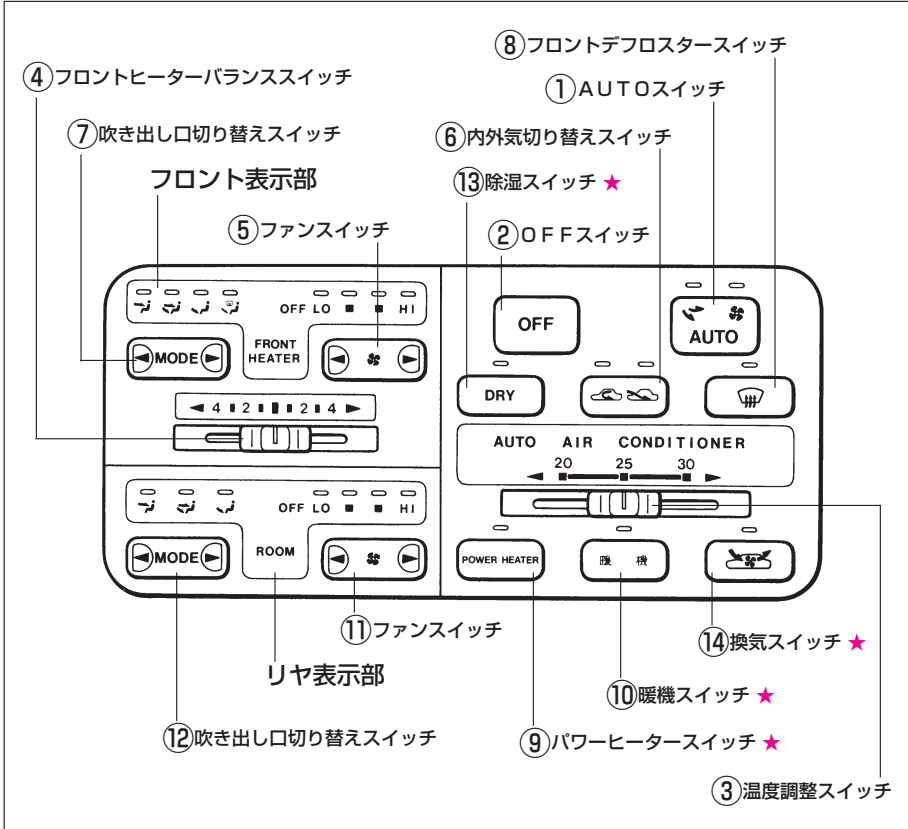 ⑧フロントデフロスタースイッチ
④フロントヒーターバランススイッチ
①AUTOスイッチ
⑦吹き出し口切り替えスイッチ
⑥内外気切り替えスイッチ
フロント表示部
⑬除湿スイッチ ★
⑤ファンスイッチ
②OFFスイッチ
OFF LO ■ ■ HI
FRONT
HEATER
◀MODE▶
◀ ▶
◀ 4 ▮ 2 ▮ ▮ ▮ 2 ▮ 4 ▶
OFF
AUTO
DRY
AUTO AIR CONDITIONER
20 25 30
◀ ■ ■ ■ ▶
OFF LO ■ ■ HI
ROOM
◀MODE▶
◀ ▶
POWER HEATER
暖 機
⑪ファンスイッチ
⑭換気スイッチ ★
リヤ表示部
⑩暖機スイッチ ★
⑫吹き出し口切り替えスイッチ
⑨パワーヒータースイッチ ★
③温度調整スイッチ